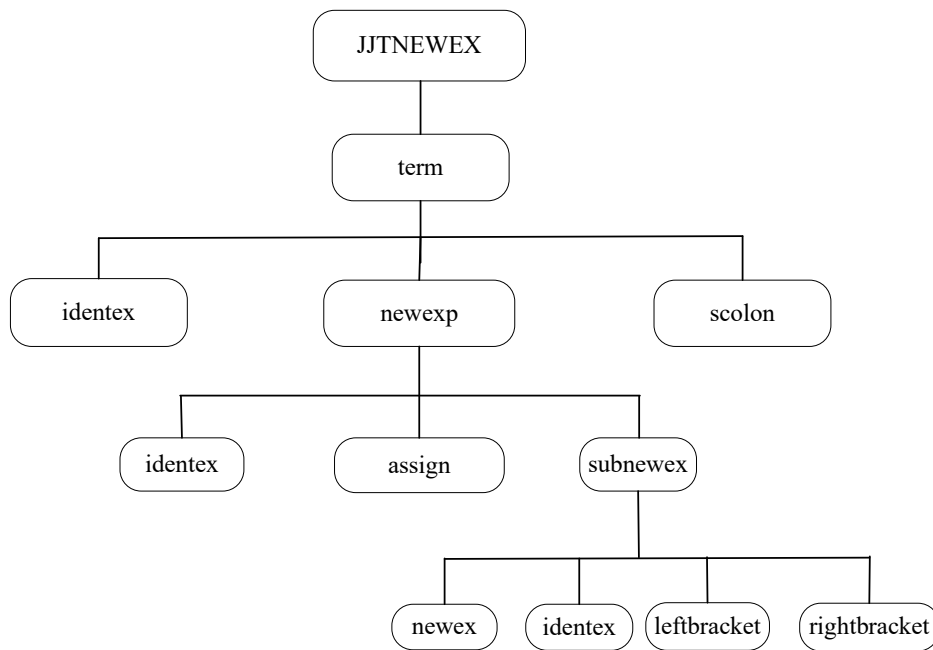 JJTNEWEX
term
identex
newexp
scolon
identex
assign
subnewex
newex
identex
leftbracket
rightbracket